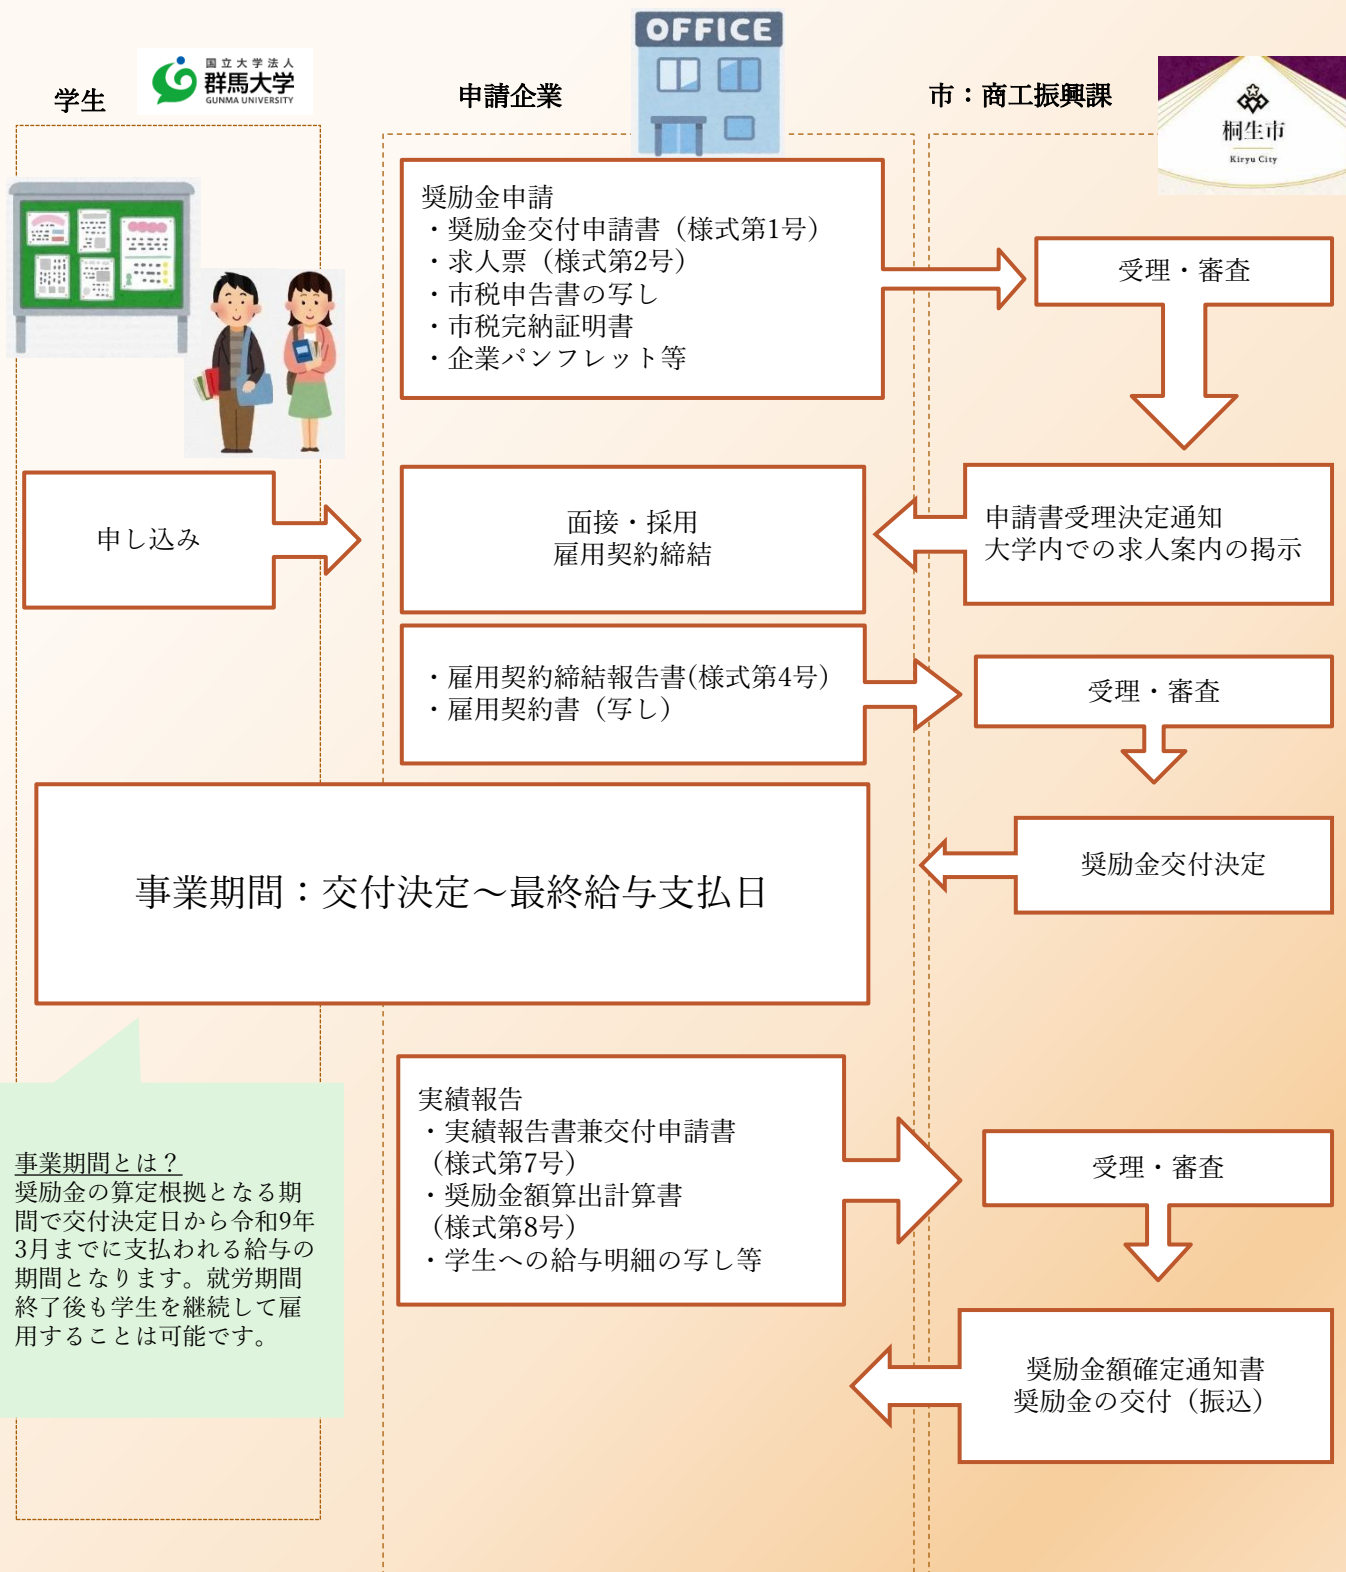 学生
国立大学法人
群馬大学
GUNMA UNIVERSITY
申請企業
OFFICE
市：商工振興課
桐生市
Kiryu City
奨励金申請
・奨励金交付申請書（様式第1号）
・求人票（様式第2号）
・市税申告書の写し
・市税完納証明書
・企業パンフレット等
受理・審査
申し込み
面接・採用
雇用契約締結
申請書受理決定通知
大学内での求人案内の掲示
・雇用契約締結報告書(様式第4号)
・雇用契約書（写し）
受理・審査
奨励金交付決定
事業期間：交付決定～最終給与支払日
事業期間とは？
奨励金の算定根拠となる期
間で交付決定日から令和9年
3月までに支払われる給与の
期間となります。就労期間
終了後も学生を継続して雇
用することは可能です。
実績報告
・実績報告書兼交付申請書
（様式第7号）
・奨励金額算出計算書
（様式第8号）
・学生への給与明細の写し等
受理・審査
奨励金額確定通知書
奨励金の交付（振込）